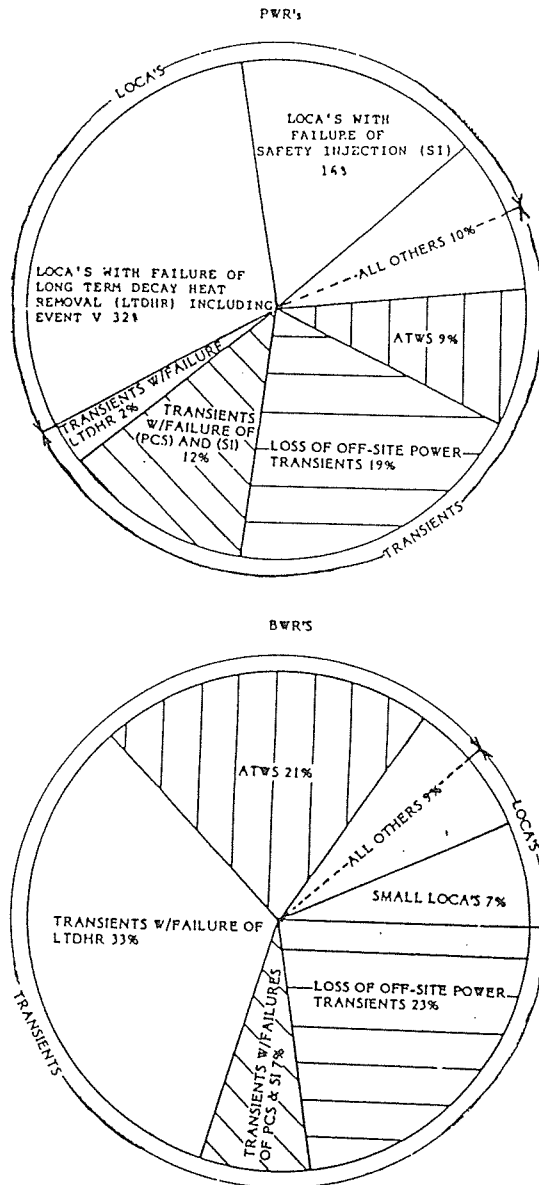 PWR's
LOCA'S
LOCA'S WITH
FAILURE OF
SAFETY INJECTION (SI)
16%
ALL OTHERS 10%
LOCA'S WITH FAILURE OF
LONG TERM DECAY HEAT
REMOVAL (LTDHR) INCLUDING
EVENT V 32%
ATWS 9%
TRANSIENTS W/FAILURE
LTDHR 2%
TRANSIENTS
W/FAILURE OF
(PCS) AND (SI)
12%
LOSS OF OFF-SITE POWER
TRANSIENTS 19%
TRANSIENTS
BWR'S
ATWS 21%
ALL OTHERS 9%
LOCA'S
SMALL LOCA'S 7%
TRANSIENTS W/FAILURE OF
LTDHR 33%
LOSS OF OFF-SITE POWER
TRANSIENTS 23%
TRANSIENTS W/FAILURES
OF PCS & SI 7%
TRANSIENTS